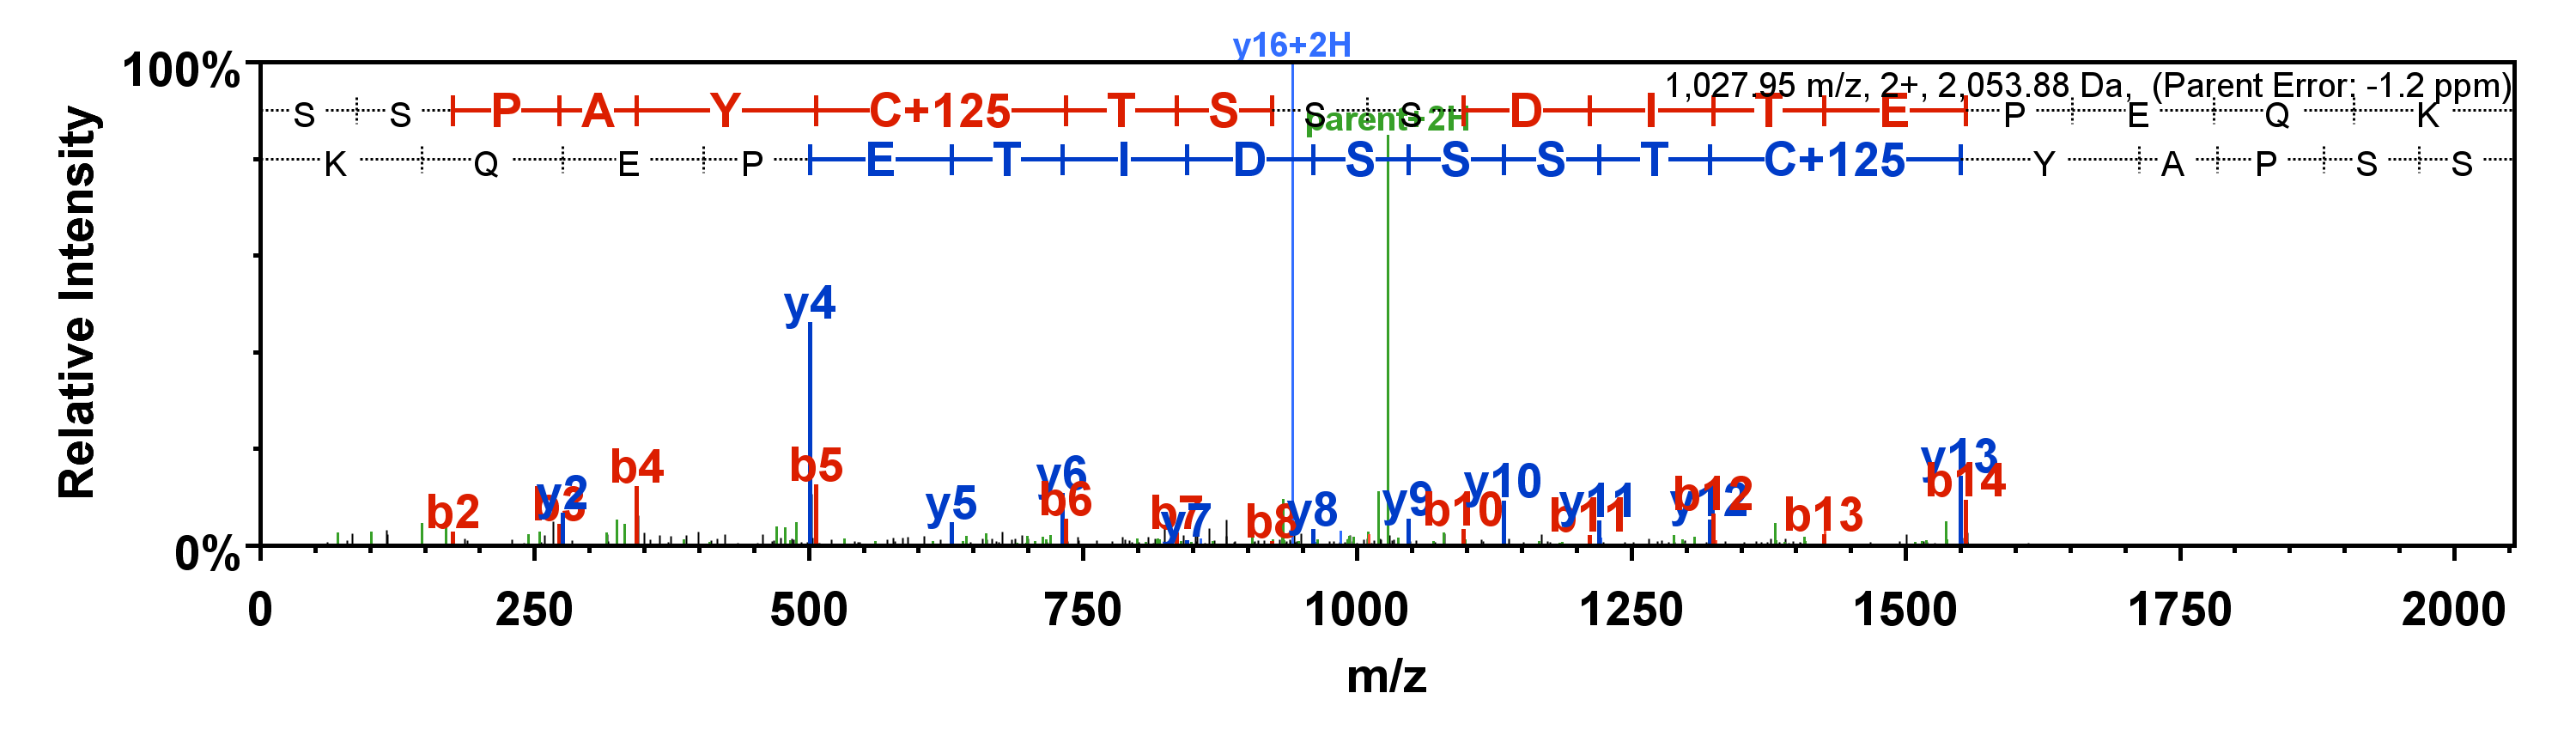 y16+2H
100%
1,027.95 m/z, 2+, 2,053.88 Da, (Parent Error: -1.2 ppm)
S S P A Y C+125 T S S S D I T E P E Q K
parent+2H
K Q E P E T I D S S S T C+125 Y A P S S
Relative Intensity
y4
y13
b4 b5 y6 b14
y2 b3 y5 b6 y9 y10 y11 y12 b12
b2 b7 y7 b8 y8 b10 b11 b13
0%
0 250 500 750 1000 1250 1500 1750 2000
m/z